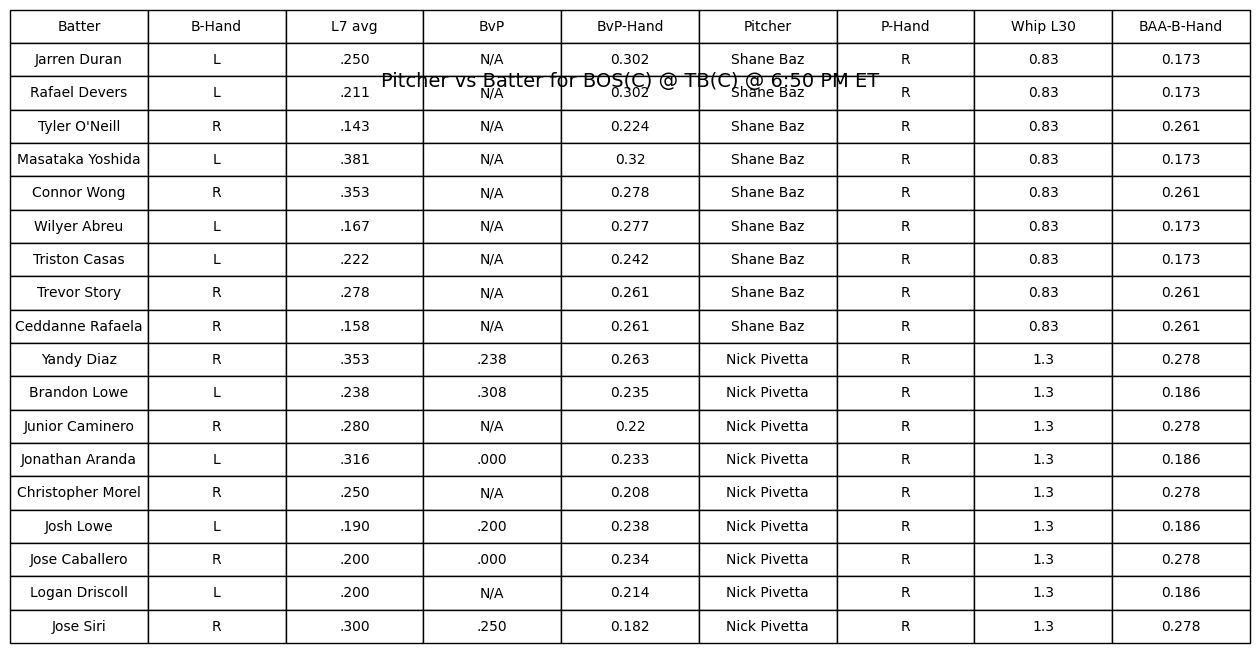 Batter B-Hand L7 avg BvP BvP-Hand Pitcher P-Hand Whip L30 BAA-B-Hand
Jarren Duran L .250 N/A 0.302 Shane Baz R 0.83 0.173
Pitcher vs Batter for BOS(C) @ TB(C) @ 6:50 PM ET
Rafael Devers L .211 N/A 0.302 Shane Baz R 0.83 0.173
Tyler O'Neill R .143 N/A 0.224 Shane Baz R 0.83 0.261
Masataka Yoshida L .381 N/A 0.32 Shane Baz R 0.83 0.173
Connor Wong R .353 N/A 0.278 Shane Baz R 0.83 0.261
Wilyer Abreu L .167 N/A 0.277 Shane Baz R 0.83 0.173
Triston Casas L .222 N/A 0.242 Shane Baz R 0.83 0.173
Trevor Story R .278 N/A 0.261 Shane Baz R 0.83 0.261
Ceddanne Rafaela R .158 N/A 0.261 Shane Baz R 0.83 0.261
Yandy Diaz R .353 .238 0.263 Nick Pivetta R 1.3 0.278
Brandon Lowe L .238 .308 0.235 Nick Pivetta R 1.3 0.186
Junior Caminero R .280 N/A 0.22 Nick Pivetta R 1.3 0.278
Jonathan Aranda L .316 .000 0.233 Nick Pivetta R 1.3 0.186
Christopher Morel R .250 N/A 0.208 Nick Pivetta R 1.3 0.278
Josh Lowe L .190 .200 0.238 Nick Pivetta R 1.3 0.186
Jose Caballero R .200 .000 0.234 Nick Pivetta R 1.3 0.278
Logan Driscoll L .200 N/A 0.214 Nick Pivetta R 1.3 0.186
Jose Siri R .300 .250 0.182 Nick Pivetta R 1.3 0.278